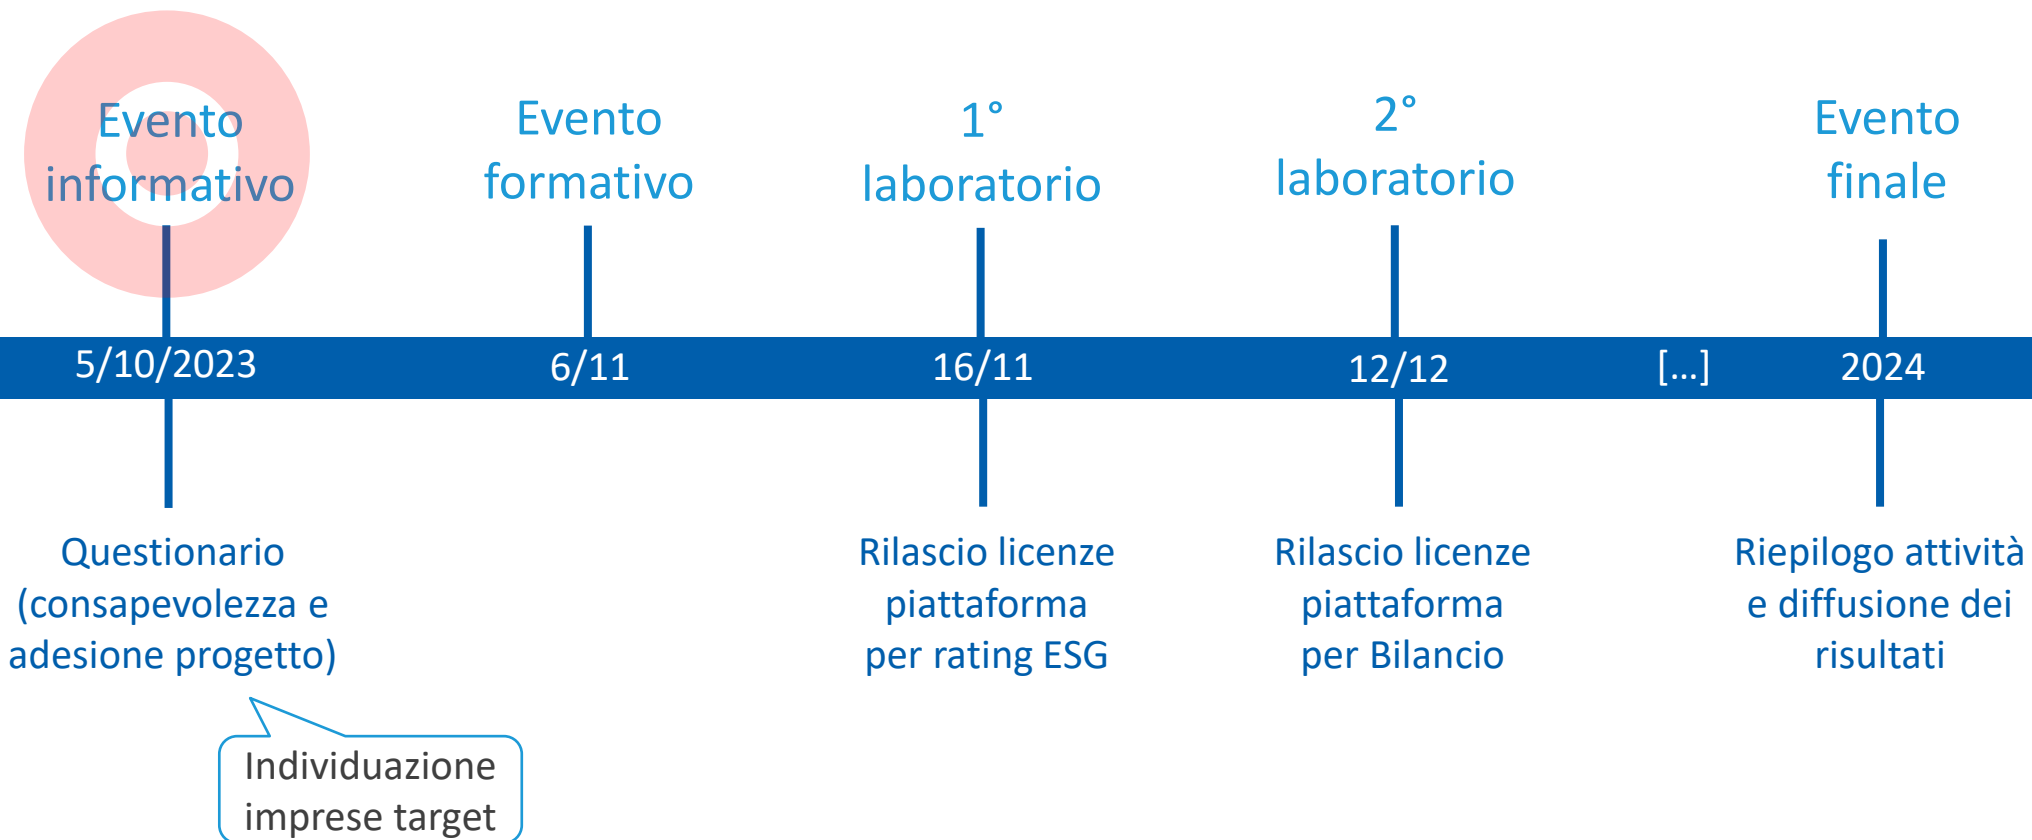 Evento
informativo
Evento
formativo
1°
laboratorio
2°
laboratorio
Evento
finale
5/10/2023
6/11
16/11
12/12
[...]
2024
Questionario
(consapevolezza e
adesione progetto)
Rilascio licenze
piattaforma
per rating ESG
Rilascio licenze
piattaforma
per Bilancio
Riepilogo attività
e diffusione dei
risultati
Individuazione
imprese target